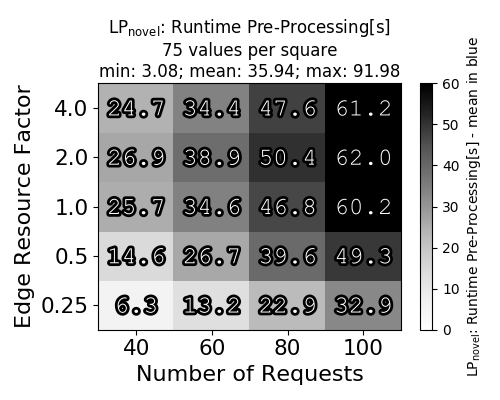 LP_novel: Runtime Pre-Processing[s]
75 values per square
min: 3.08; mean: 35.94; max: 91.98
Edge Resource Factor
4.0 24.7 34.4 47.6 61.2
2.0 26.9 38.9 50.4 62.0
1.0 25.7 34.6 46.8 60.2
0.5 14.6 26.7 39.6 49.3
0.25 6.3 13.2 22.9 32.9
40 60 80 100
Number of Requests
60
50
40
30
20
10
0
LP_novel: Runtime Pre-Processing[s] - mean in blue